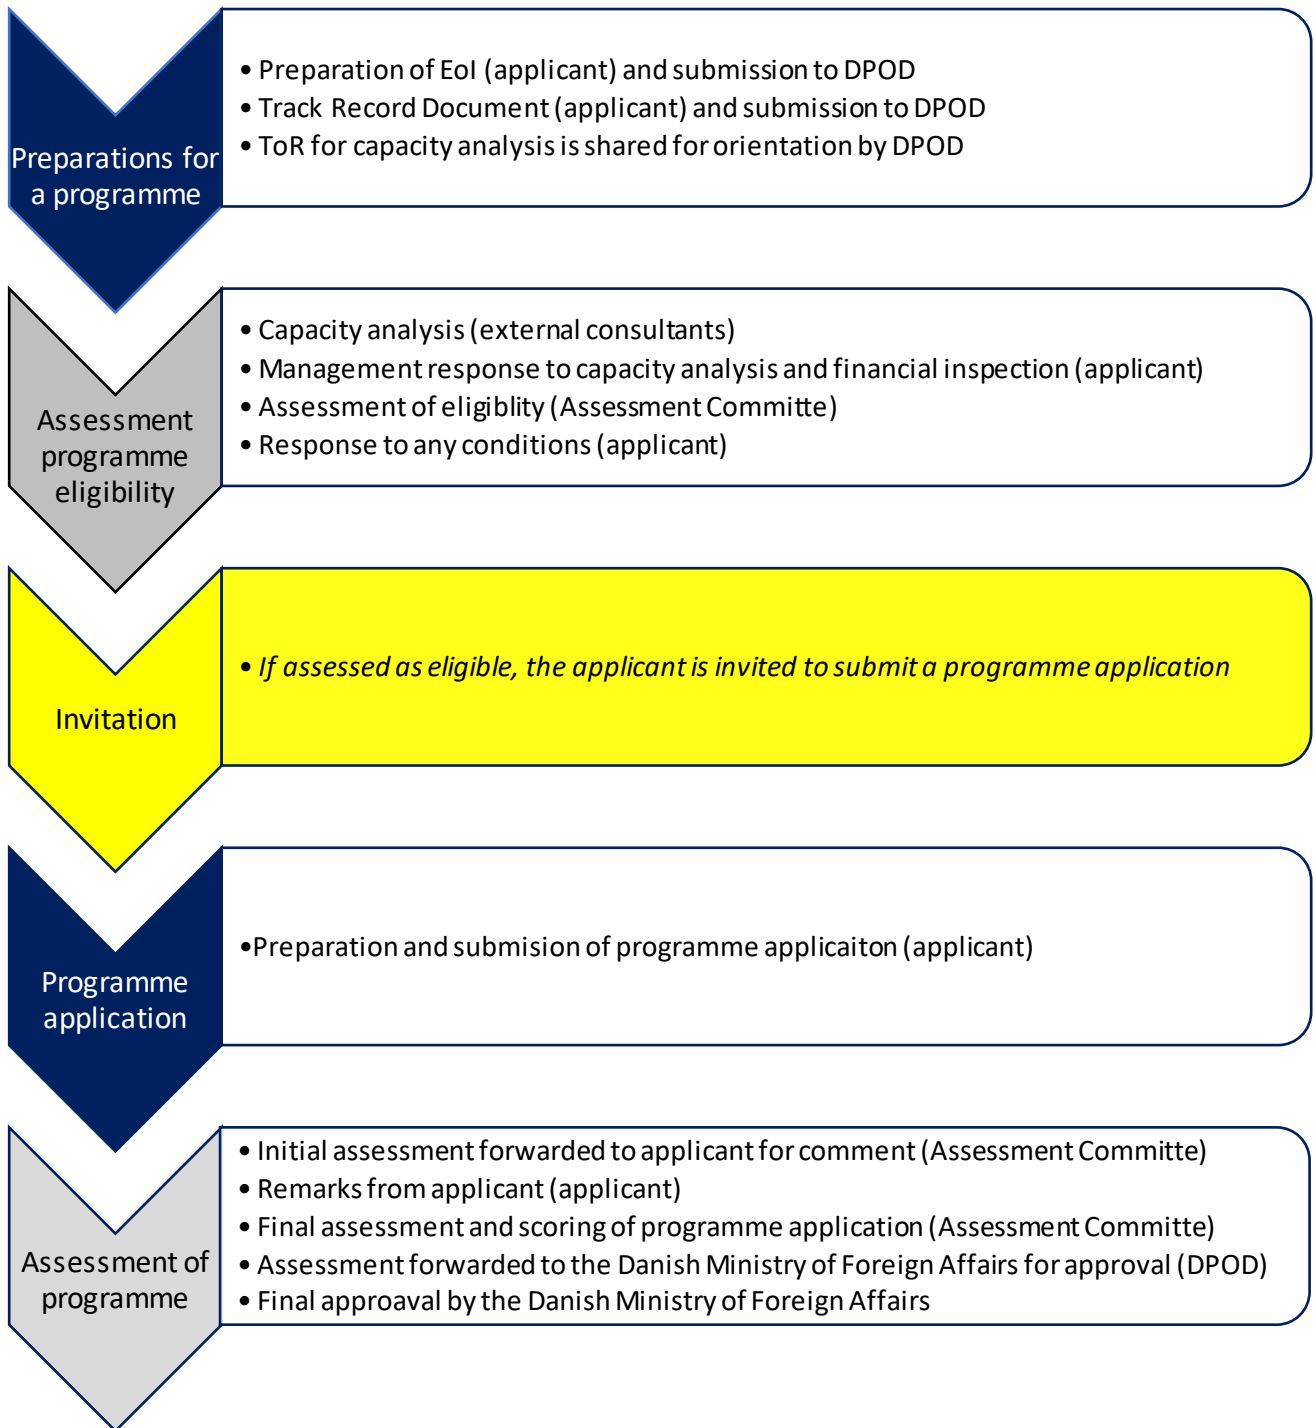 Preparations for
a programme
• Preparation of EoI (applicant) and submission to DPOD
• Track Record Document (applicant) and submission to DPOD
• ToR for capacity analysis is shared for orientation by DPOD
Assessment
programme
eligibility
• Capacity analysis (external consultants)
• Management response to capacity analysis and financial inspection (applicant)
• Assessment of eligiblity (Assessment Committe)
• Response to any conditions (applicant)
Invitation
• If assessed as eligible, the applicant is invited to submit a programme application
Programme
application
•Preparation and submision of programme applicaiton (applicant)
Assessment of
programme
• Initial assessment forwarded to applicant for comment (Assessment Committe)
• Remarks from applicant (applicant)
• Final assessment and scoring of programme application (Assessment Committe)
• Assessment forwarded to the Danish Ministry of Foreign Affairs for approval (DPOD)
• Final approaval by the Danish Ministry of Foreign Affairs